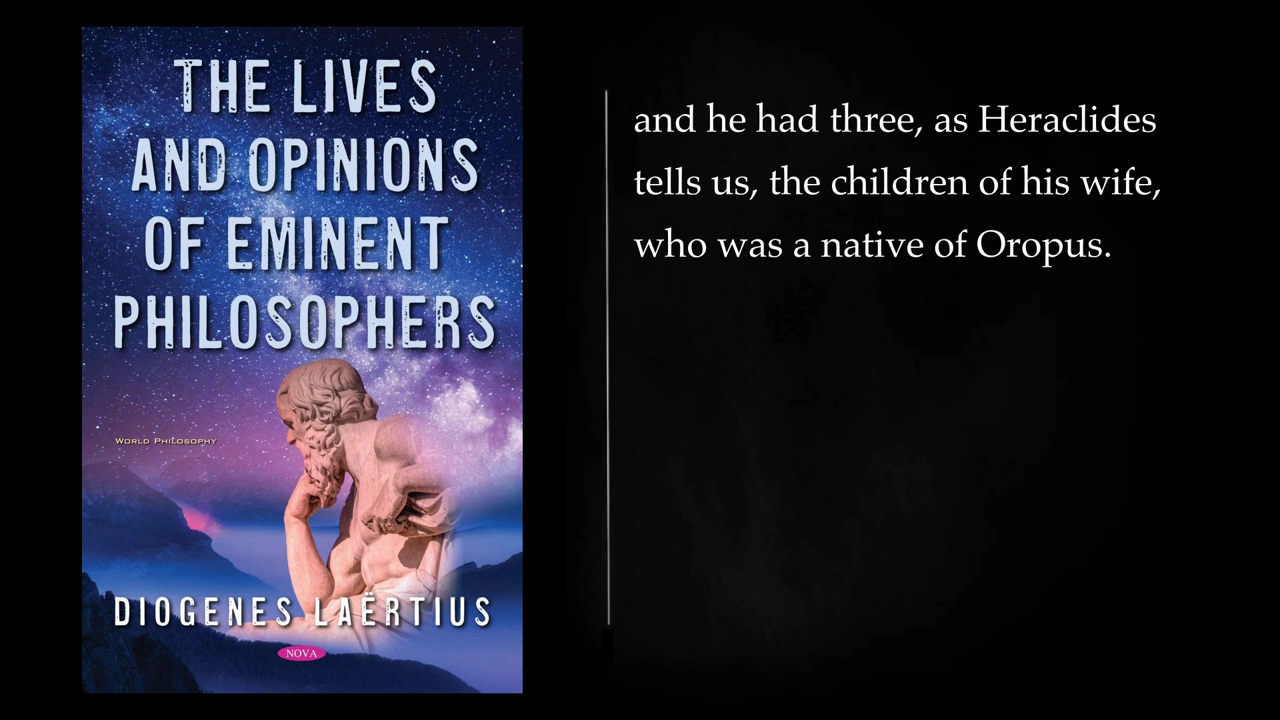 THE LIVES
AND OPINIONS
OF EMINENT
PHILOSOPHERS
WORLD PHILOSOPHY
DIOGENES LAËRTIUS
NOVA
and he had three, as Heraclides
tells us, the children of his wife,
who was a native of Oropus.